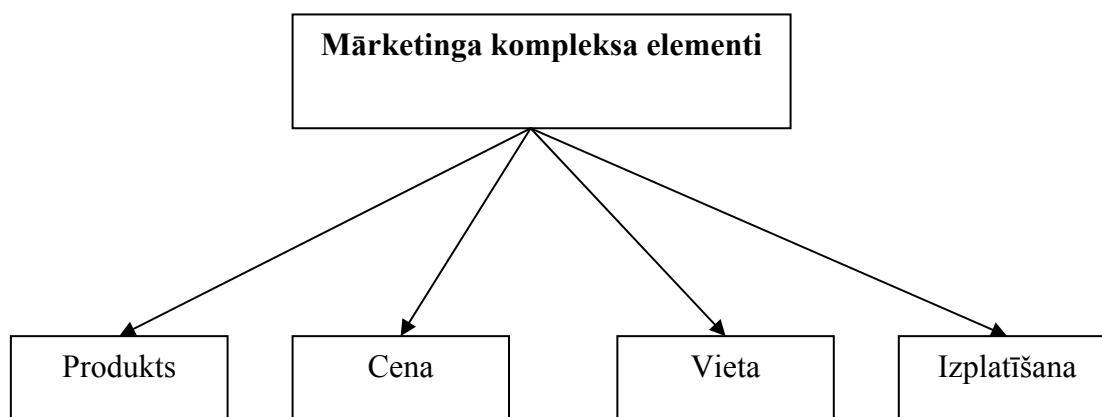 Mārketinga kompleksa elementi
Produkts
Cena
Vieta
Izplatīšana